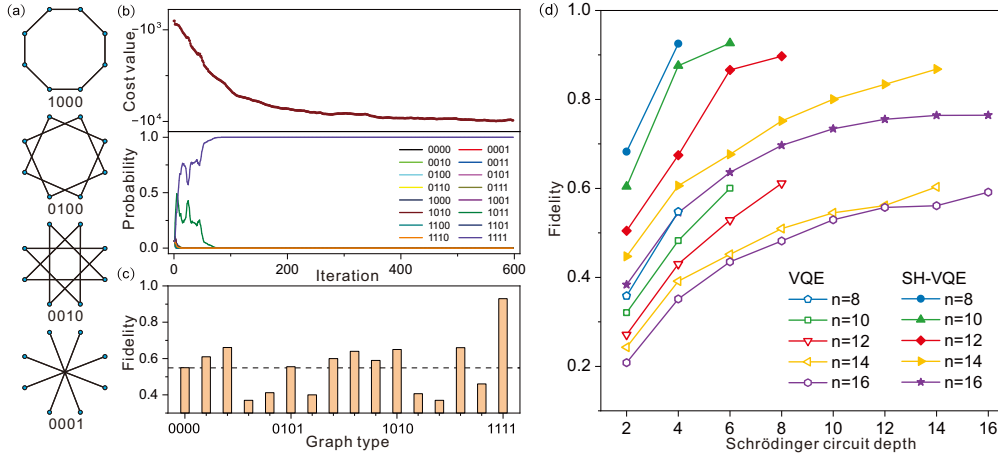 (a)
1000
0100
0010
0001
(b)
-10³
-10⁴
Cost value
1.0
0.5
0.0
Probability
0000 0001
0010 0011
0100 0101
0110 0111
1000 1001
1010 1011
1100 1101
1110 1111
0 200 400 600
Iteration
(c)
1.0
0.8
0.6
0.4
Fidelity
0000 0101 1010 1111
Graph type
(d)
1.0
0.8
0.6
0.4
0.2
Fidelity
VQE SH-VQE
n=8 n=8
n=10 n=10
n=12 n=12
n=14 n=14
n=16 n=16
2 4 6 8 10 12 14 16
Schrödinger circuit depth